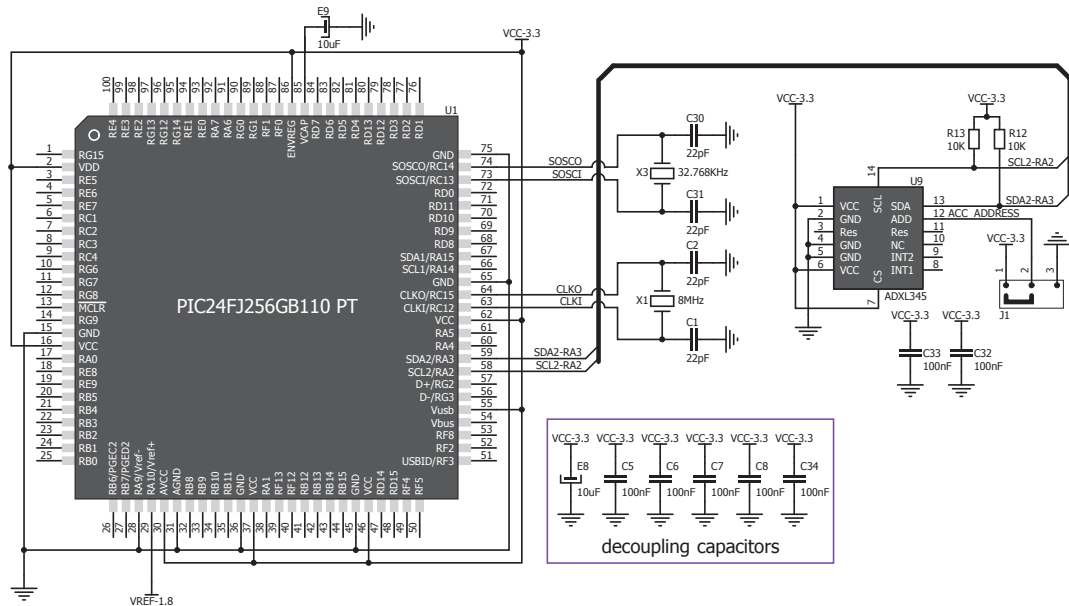 E9
10uF
VCC-3.3
100 99 98 97 96 95 94 93 92 91 90 89 88 87 86 85 84 83 82 81 80 79 78 77 76
RE4 RE3 RE2 RG13 RG12 RG14 RE1 RE0 RA7 RA6 RG0 RG1 RF1 RF0 ENVREG VCAP RD7 RD6 RD5 RD4 RD13 RD12 RD3 RD2 RD1
U1
PIC24FJ256GB110 PT
1 RG15
2 VDD
3 RE5
4 RE6
5 RE7
6 RC1
7 RC2
8 RC3
9 RC4
10 RG6
11 RG7
12 RG8
13 MCLR
14 RG9
15 GND
16 VCC
17 RA0
18 RE8
19 RE9
20 RB5
21 RB4
22 RB3
23 RB2
24 RB1
25 RB0
GND 75
SOSCO/RC14 74
SOSCI/RC13 73
RD0 72
RD11 71
RD10 70
RD9 69
RD8 68
SDA1/RA15 67
SCL1/RA14 66
GND 65
CLKO/RC15 64
CLKI/RC12 63
VCC 62
RA5 61
RA4 60
SDA2/RA3 59
SCL2/RA2 58
D+/RG2 57
D-/RG3 56
Vusb 55
Vbus 54
RF8 53
RF2 52
USBID/RF3 51
RB6/PGEC2 RB7/PGED2 RA9/Vref- RA10/Vref+ AVCC AGND RB8 RB9 RB10 RB11 GND VCC RA1 RF13 RF12 RB12 RB13 RB14 RB15 GND VCC RD14 RD15 RF4 RF5
26 27 28 29 30 31 32 33 34 35 36 37 38 39 40 41 42 43 44 45 46 47 48 49 50
VREF-1.8
SOSCO
SOSCI
CLKO
CLKI
SDA2-RA3
SCL2-RA2
C30
22pF
X3 32.768KHz
C31
22pF
C2
22pF
X1 8MHz
C1
22pF
VCC-3.3
VCC-3.3
R13
10K
R12
10K
SCL2-RA2
14
U9
SCL
1 VCC
2 GND
3 Res
4 GND
5 GND
6 VCC
SDA 13 SDA2-RA3
ADD 12 ACC ADDRESS
Res 11
NC 10
INT2 9
INT1 8
CS
7
ADXL345
VCC-3.3
1 2 3
J1
VCC-3.3
C33
100nF
VCC-3.3
C32
100nF
VCC-3.3 VCC-3.3 VCC-3.3 VCC-3.3 VCC-3.3 VCC-3.3
E8 C5 C6 C7 C8 C34
10uF 100nF 100nF 100nF 100nF 100nF
decoupling capacitors